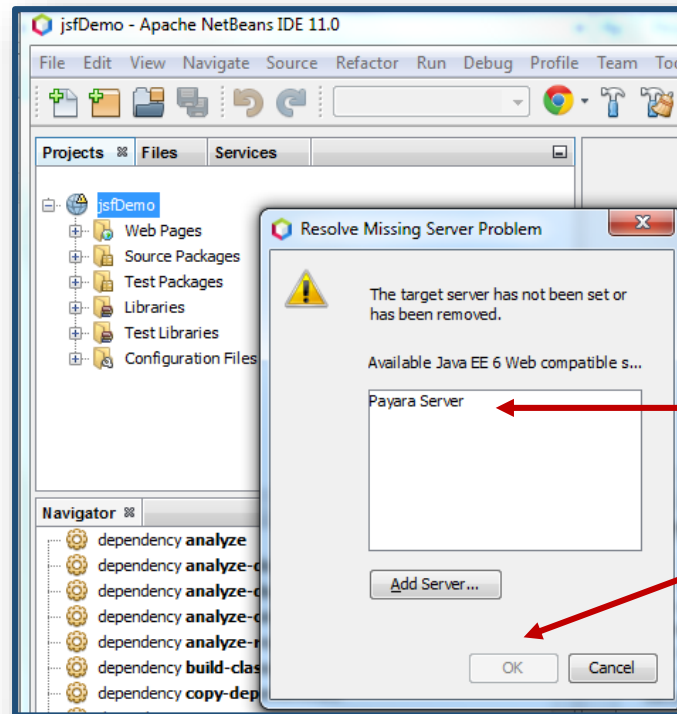 jsfDemo - Apache NetBeans IDE 11.0
File Edit View Navigate Source Refactor Run Debug Profile Team Too
Projects Files Services
jsfDemo
Web Pages
Source Packages
Test Packages
Libraries
Test Libraries
Configuration Files
Resolve Missing Server Problem
The target server has not been set or
has been removed.
Available Java EE 6 Web compatible s...
Payara Server
Add Server...
OK Cancel
Navigator
dependency analyze
dependency analyze-d
dependency analyze-d
dependency analyze-
dependency analyze-r
dependency build-clas
dependency copy-dep